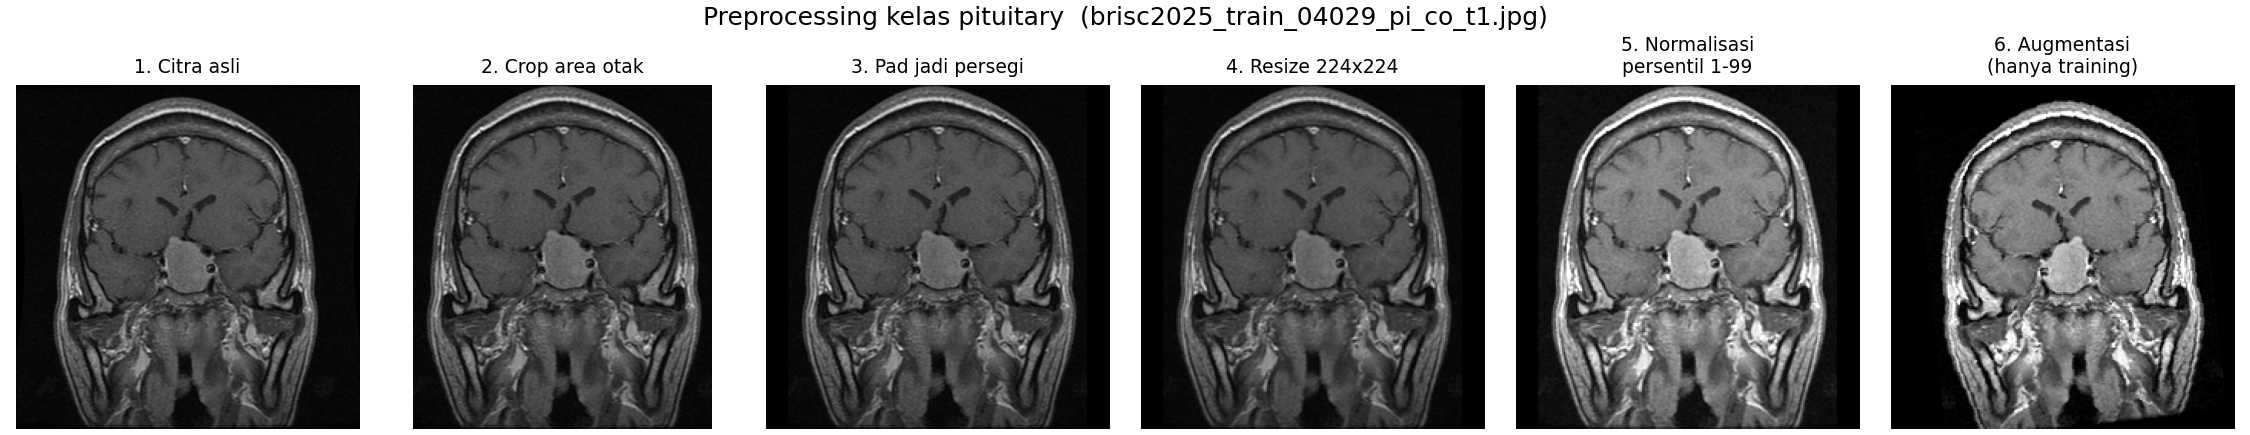 Preprocessing kelas pituitary  (brisc2025_train_04029_pi_co_t1.jpg)
1. Citra asli
2. Crop area otak
3. Pad jadi persegi
4. Resize 224x224
5. Normalisasi
persentil 1-99
6. Augmentasi
(hanya training)